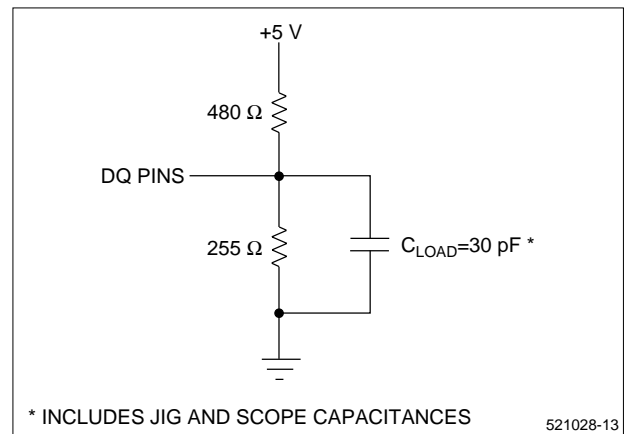 +5 V
480 Ω
DQ PINS
255 Ω
CLOAD=30 pF *
* INCLUDES JIG AND SCOPE CAPACITANCES
521028-13